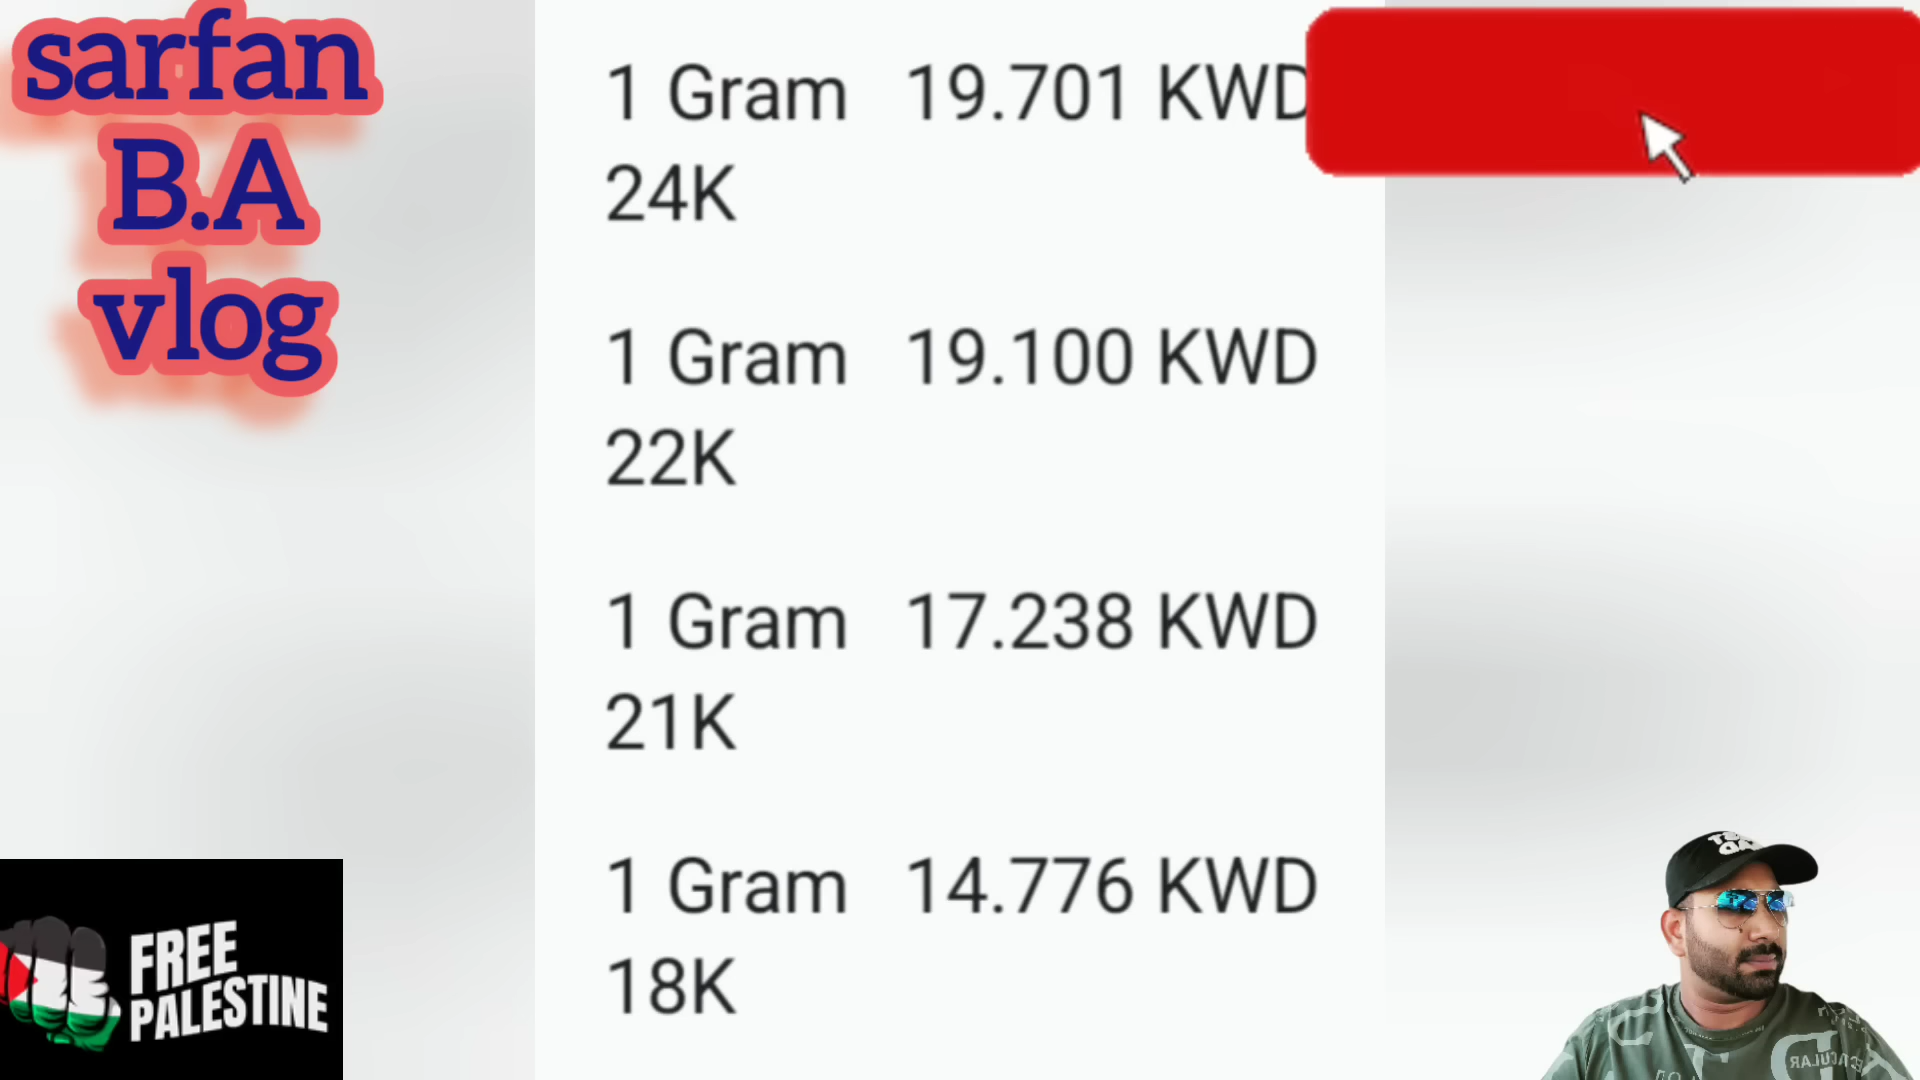 sarfan
B.A
vlog
1 Gram 19.701 KWD
24K
1 Gram 19.100 KWD
22K
1 Gram 17.238 KWD
21K
1 Gram 14.776 KWD
18K
FREE
PALESTINE